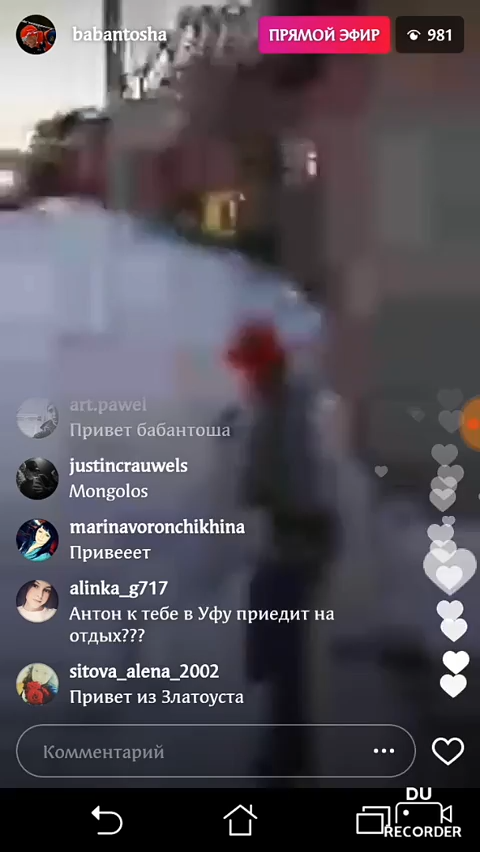 babantosha
ПРЯМОЙ ЭФИР
981
art.pawel
Привет бабантоша
justincrauwels
Mongolos
marinavoronchikhina
Привееет
alinka_g717
Антон к тебе в Уфу приедит на
отдых???
sitova_alena_2002
Привет из Златоуста
Комментарий
DU
RECORDER